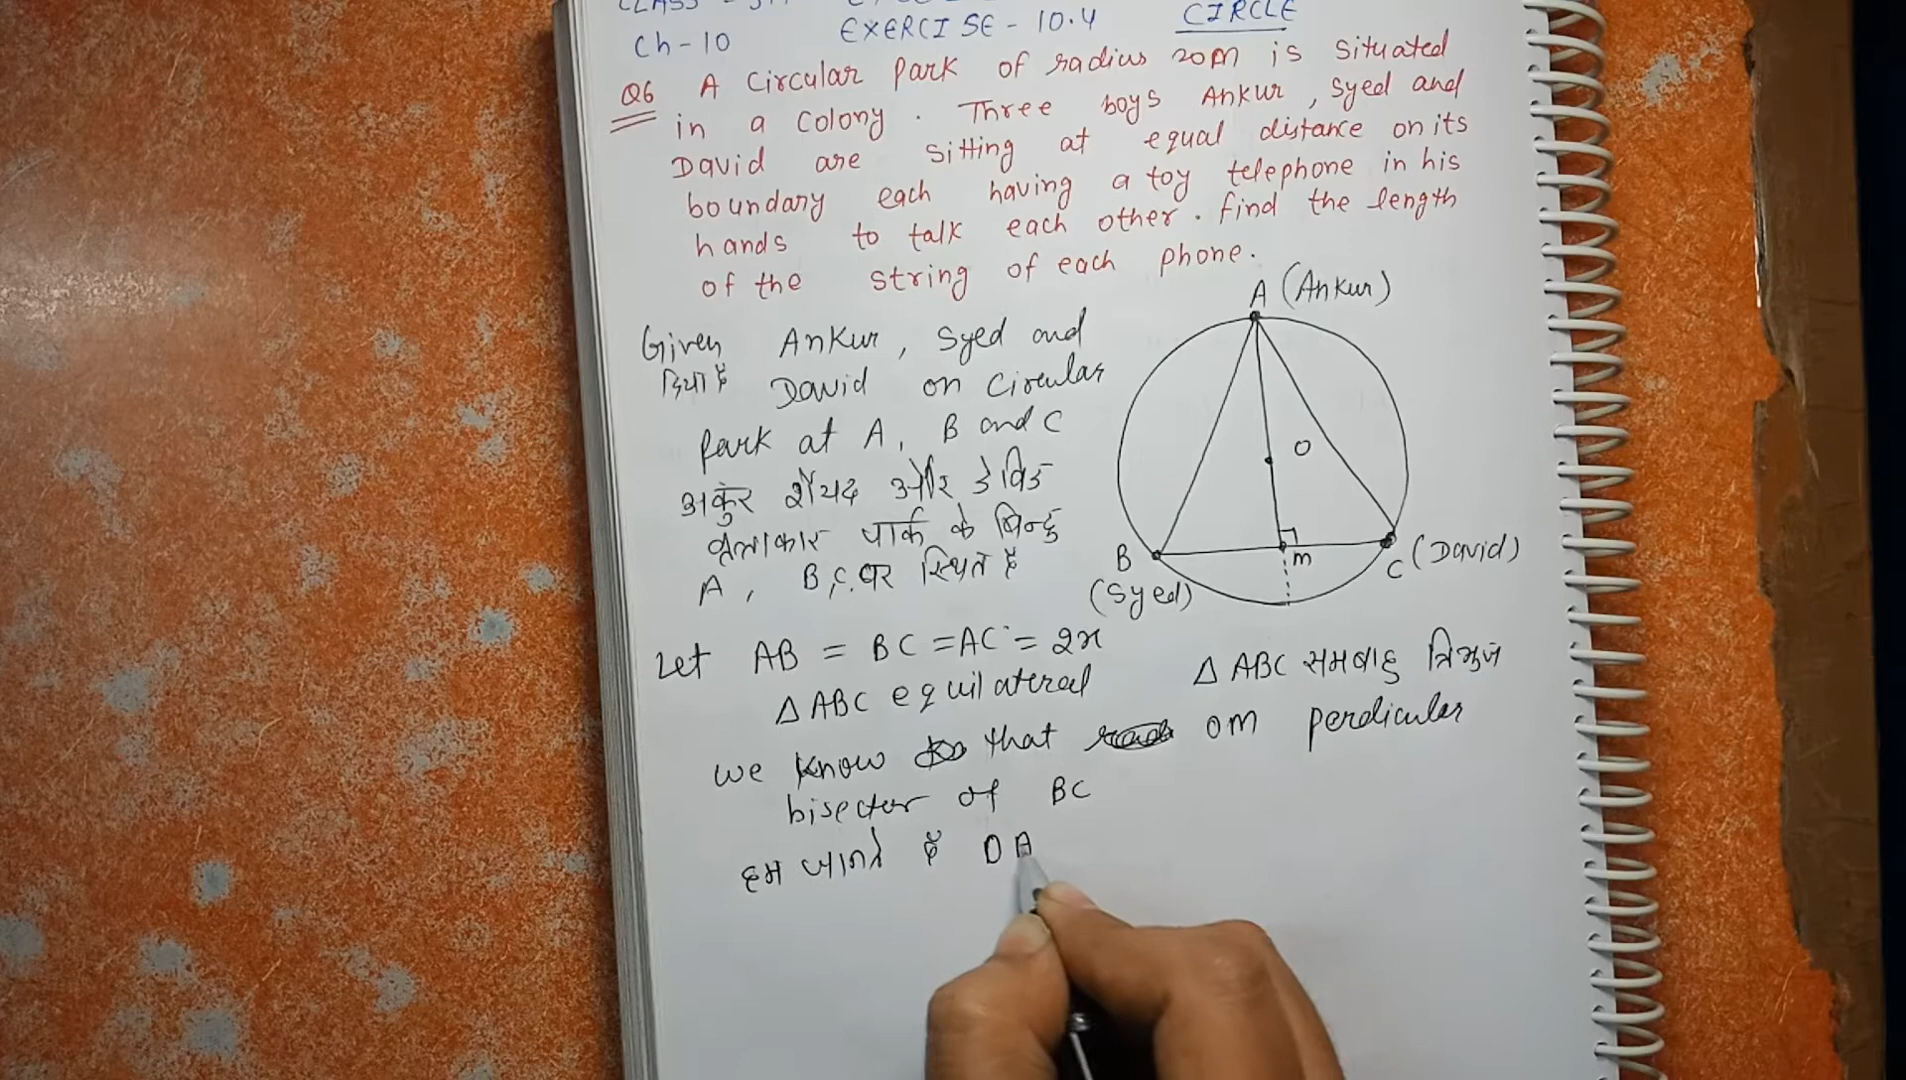 Ch-10 EXERCISE - 10.4 CIRCLE
Q6 A Circular Park of radius 20m is situated
in a colony. Three boys Ankur, Syed and
David are sitting at equal distance on its
boundary each having a toy telephone in his
hands to talk each other. find the length
of the string of each phone.
A (Ankur)
Given Ankur, Syed and
दिया है David on Circular
Park at A, B and C
अंकुर शैयद और डेविड
वृत्ताकार पार्क के बिन्दु
A, B, C पर स्थित है
O
B
(Syed)
m
C (David)
Let AB = BC = AC = 2x
△ ABC equilateral
△ ABC समबाहु त्रिभुज
we know that OM perdicular
bisector of BC
हम जानते है OA